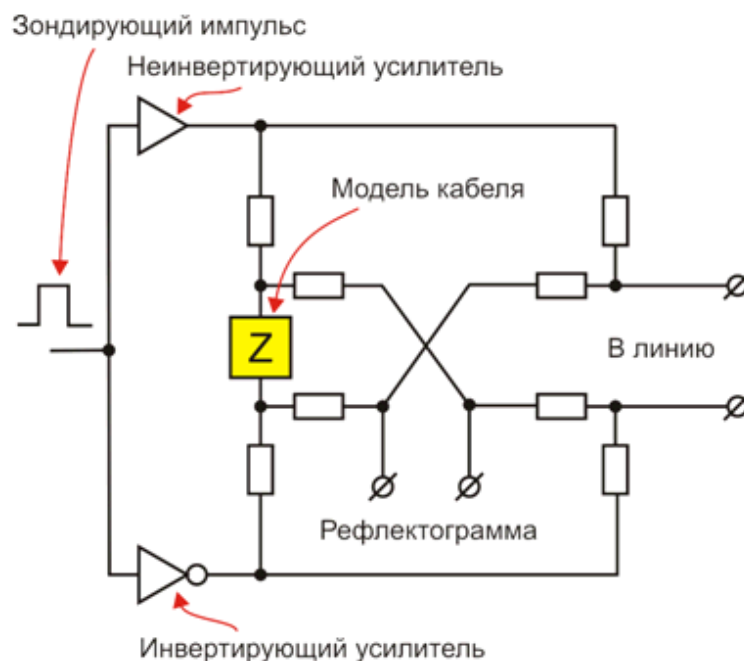 Зондирующий импульс
Неинвертирующий усилитель
Модель кабеля
Z
В линию
Рефлектограмма
Инвертирующий усилитель